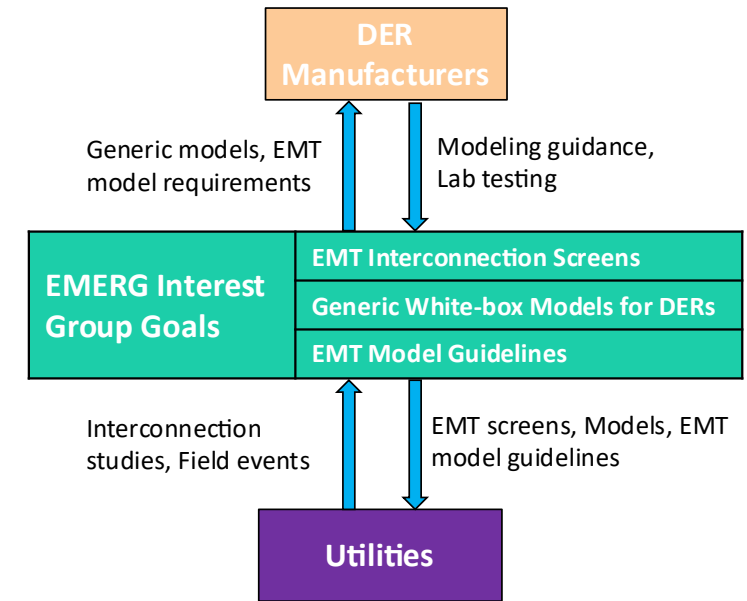 DER
Manufacturers
Generic models, EMT
model requirements
Modeling guidance,
Lab testing
EMERG Interest
Group Goals
EMT Interconnection Screens
Generic White-box Models for DERs
EMT Model Guidelines
Interconnection
studies, Field events
EMT screens, Models, EMT
model guidelines
Utilities